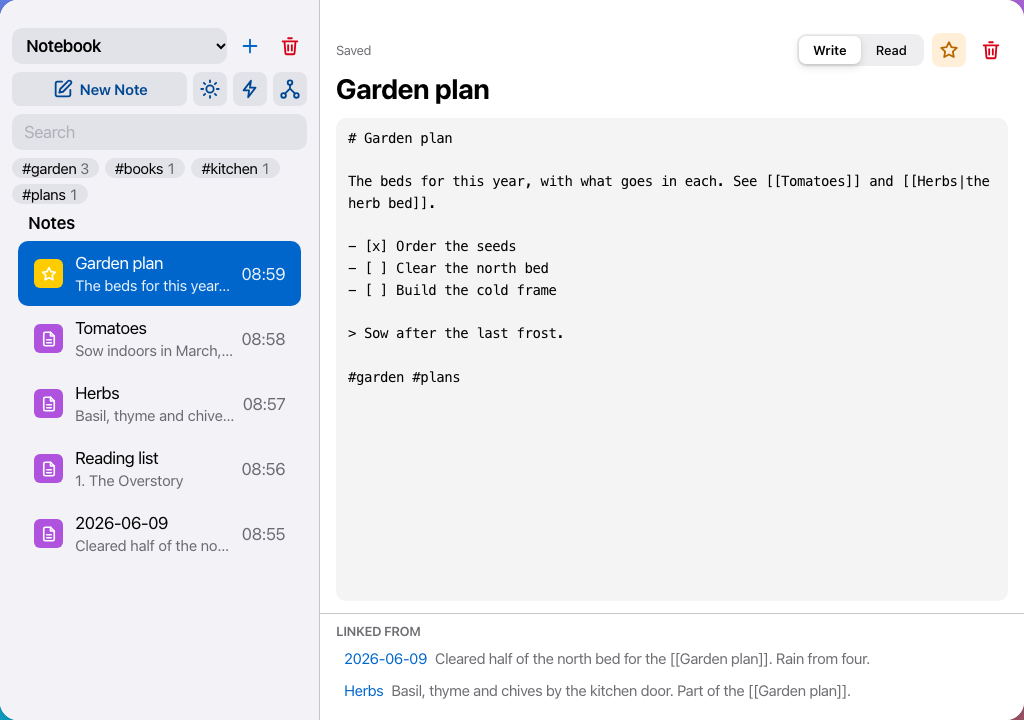 Notebook
New Note
Search
#garden 3
#books 1
#kitchen 1
#plans 1
Notes
Garden plan
08:59
The beds for this year...
Tomatoes
08:58
Sow indoors in March,...
Herbs
08:57
Basil, thyme and chive...
Reading list
08:56
1. The Overstory
2026-06-09
08:55
Cleared half of the no...
Saved
Write
Read
Garden plan
# Garden plan
The beds for this year, with what goes in each. See [[Tomatoes]] and [[Herbs|the
herb bed]].
- [x] Order the seeds
- [ ] Clear the north bed
- [ ] Build the cold frame
> Sow after the last frost.
#garden #plans
LINKED FROM
2026-06-09 Cleared half of the north bed for the [[Garden plan]]. Rain from four.
Herbs Basil, thyme and chives by the kitchen door. Part of the [[Garden plan]].